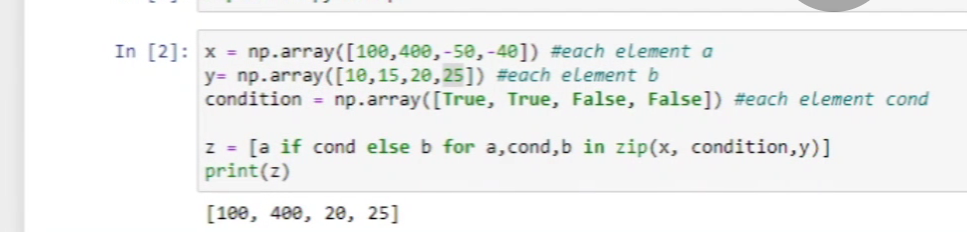 In [2]: x = np.array([100,400,-50,-40]) #each element a
y= np.array([10,15,20,25]) #each element b
condition = np.array([True, True, False, False]) #each element cond
z = [a if cond else b for a,cond,b in zip(x, condition,y)]
print(z)
[100, 400, 20, 25]